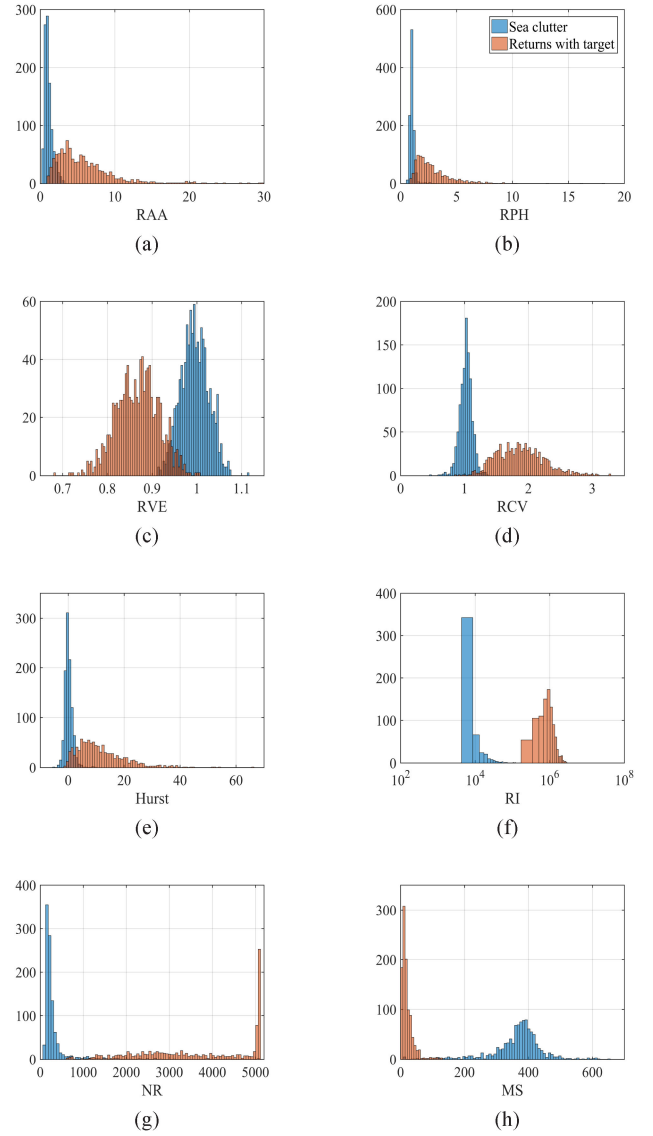 300
200
100
0
0 10 20 30
RAA
(a)
600
400
200
0
0 5 10 15 20
RPH
(b)
Sea clutter
Returns with target
60
40
20
0
0.7 0.8 0.9 1 1.1
RVE
(c)
200
150
100
50
0
0 1 2 3
RCV
(d)
300
200
100
0
0 20 40 60
Hurst
(e)
400
300
200
100
0
10² 10⁴ 10⁶ 10⁸
RI
(f)
400
300
200
100
0
0 1000 2000 3000 4000 5000
NR
(g)
300
200
100
0
0 200 400 600
MS
(h)